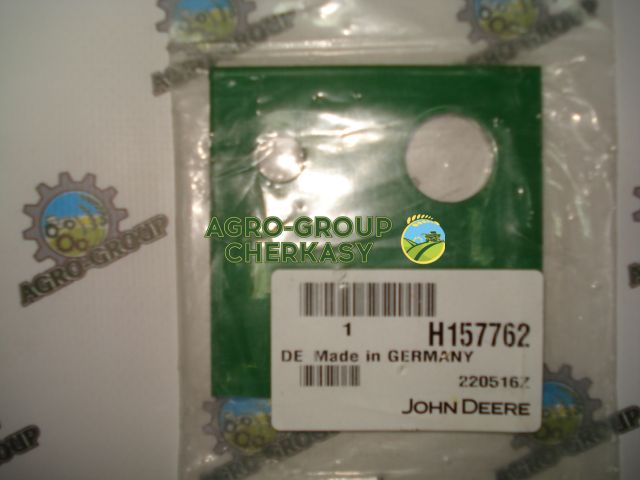 AGRO-GROUP
AGRO-GROUP
CHERKASY
AGRO-GROUP
1 H157762
DE Made in GERMANY
220516Z
JOHN DEERE